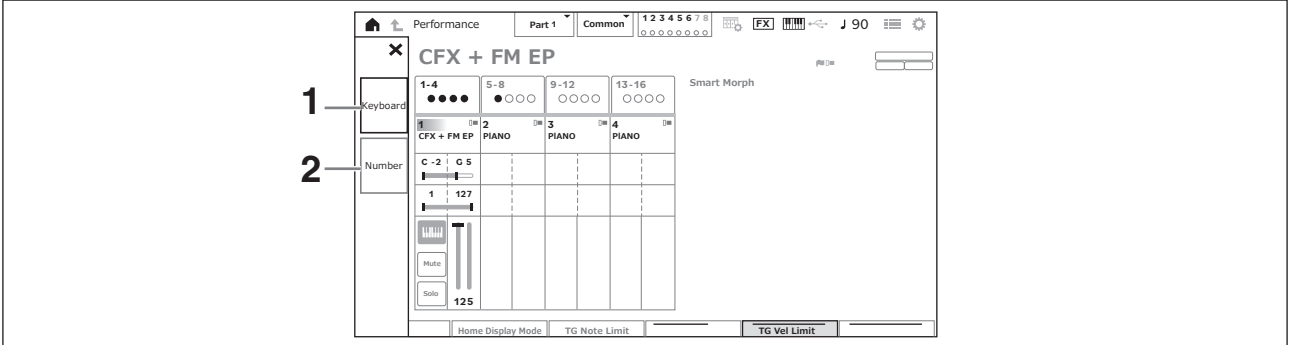 Performance Part 1 Common 1 2 3 4 5 6 7 8 FX 90
CFX + FM EP
1-4 5-8 9-12 13-16 Smart Morph
1
Keyboard
1 2 3 4
CFX + FM EP PIANO PIANO PIANO
2
Number
C -2 G 5
1 127
Mute
Solo
125
Home Display Mode TG Note Limit TG Vel Limit